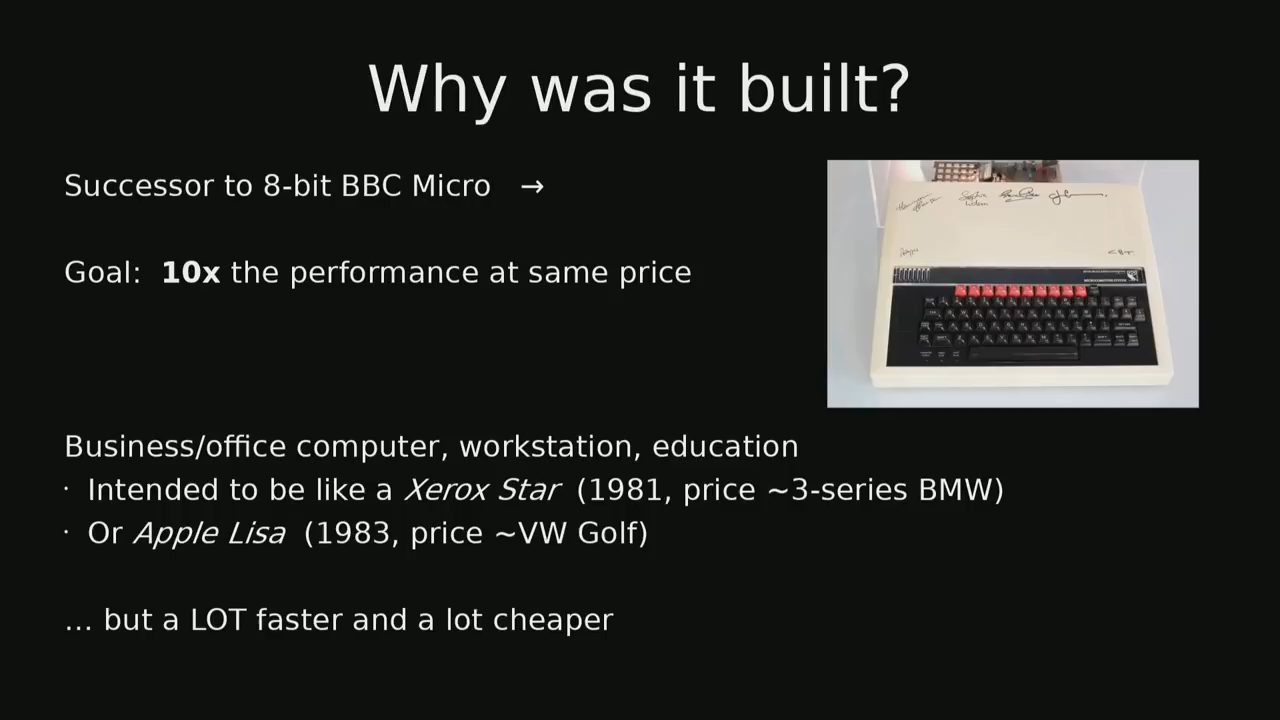 Why was it built?
Successor to 8-bit BBC Micro →
Goal: 10x the performance at same price
Business/office computer, workstation, education
· Intended to be like a Xerox Star (1981, price ~3-series BMW)
· Or Apple Lisa (1983, price ~VW Golf)
... but a LOT faster and a lot cheaper